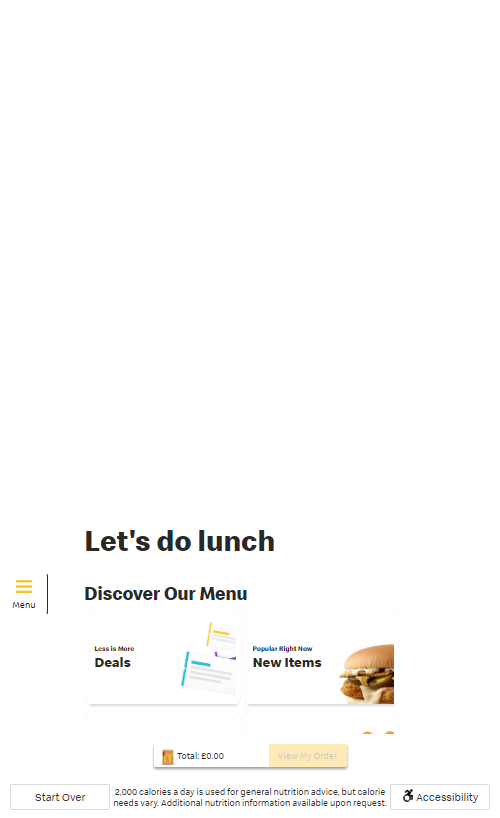 Let's do lunch
Menu
Discover Our Menu
Less is More
Deals
Popular Right Now
New Items
Total: £0.00
View My Order
Start Over
2,000 calories a day is used for general nutrition advice, but calorie
needs vary. Additional nutrition information available upon request.
Accessibility